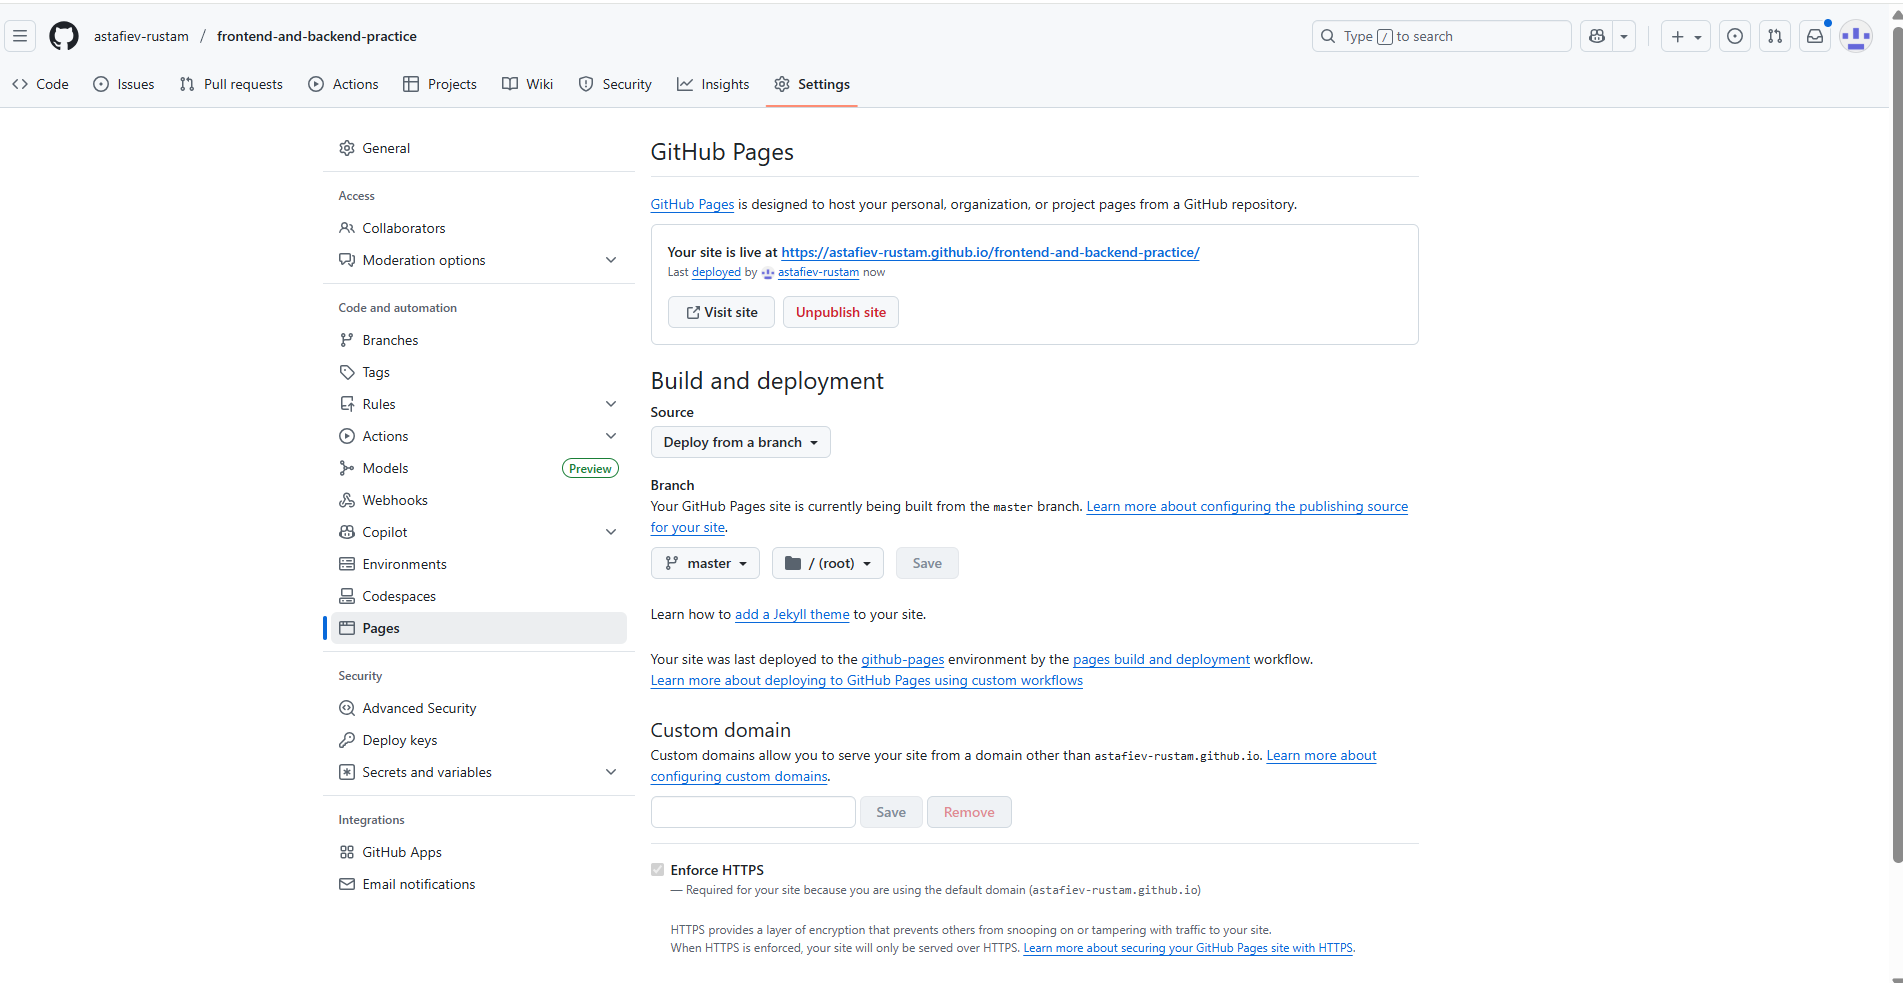 astafiev-rustam / frontend-and-backend-practice
Type / to search
Code
Issues
Pull requests
Actions
Projects
Wiki
Security
Insights
Settings
General
Access
Collaborators
Moderation options
Code and automation
Branches
Tags
Rules
Actions
Models
Preview
Webhooks
Copilot
Environments
Codespaces
Pages
Security
Advanced Security
Deploy keys
Secrets and variables
Integrations
GitHub Apps
Email notifications
GitHub Pages
GitHub Pages is designed to host your personal, organization, or project pages from a GitHub repository.
Your site is live at https://astafiev-rustam.github.io/frontend-and-backend-practice/
Last deployed by astafiev-rustam now
Visit site
Unpublish site
Build and deployment
Source
Deploy from a branch
Branch
Your GitHub Pages site is currently being built from the master branch. Learn more about configuring the publishing source
for your site.
master
/ (root)
Save
Learn how to add a Jekyll theme to your site.
Your site was last deployed to the github-pages environment by the pages build and deployment workflow.
Learn more about deploying to GitHub Pages using custom workflows
Custom domain
Custom domains allow you to serve your site from a domain other than astafiev-rustam.github.io. Learn more about
configuring custom domains.
Save
Remove
Enforce HTTPS
— Required for your site because you are using the default domain (astafiev-rustam.github.io)
HTTPS provides a layer of encryption that prevents others from snooping on or tampering with traffic to your site.
When HTTPS is enforced, your site will only be served over HTTPS. Learn more about securing your GitHub Pages site with HTTPS.